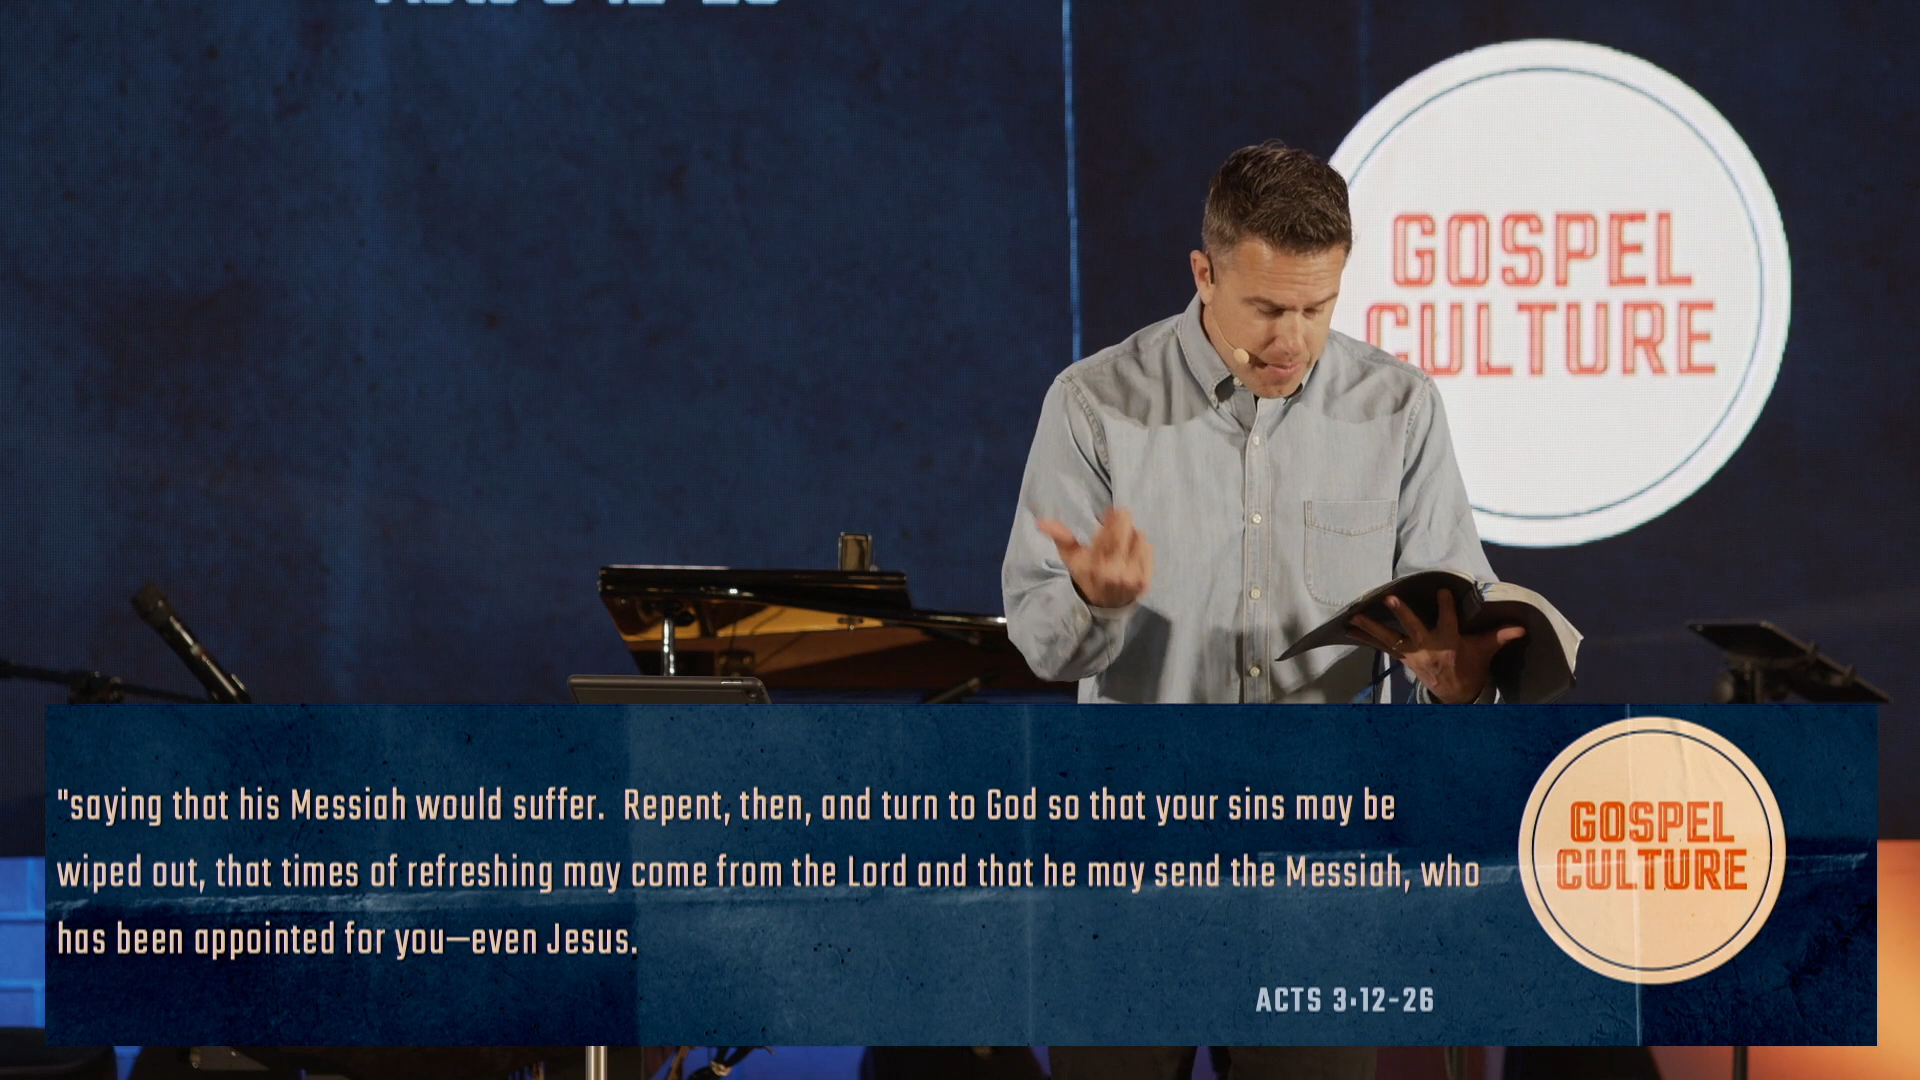 GOSPEL
CULTURE
"saying that his Messiah would suffer.  Repent, then, and turn to God so that your sins may be
wiped out, that times of refreshing may come from the Lord and that he may send the Messiah, who
has been appointed for you—even Jesus.
ACTS 3:12-26
GOSPEL
CULTURE